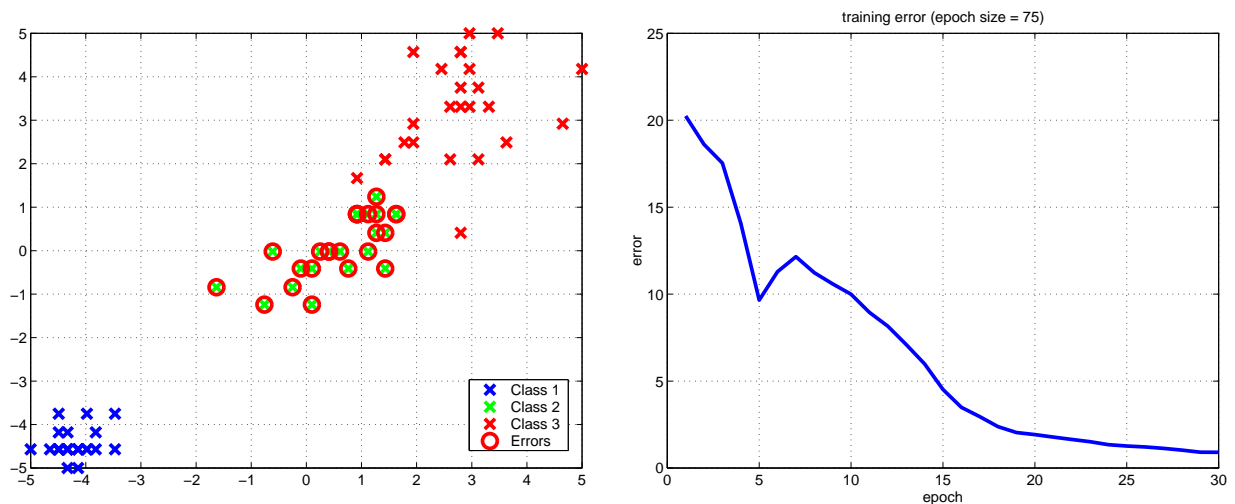 5
4
3
2
1
0
−1
−2
−3
−4
−5
−5 −4 −3 −2 −1 0 1 2 3 4 5
Class 1
Class 2
Class 3
Errors
training error (epoch size = 75)
error
25
20
15
10
5
0
0 5 10 15 20 25 30
epoch